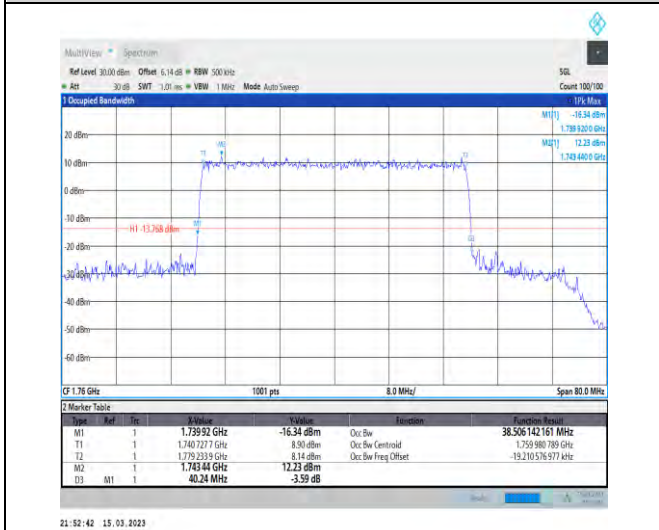 MultiView Spectrum
Ref Level 30.00 dBm Offset 6.14 dB RBW 500 kHz SGL
Att 30 dB SWT 1.01 ms VBW 1 MHz Mode Auto Sweep Count 100/100
1 Occupied Bandwidth 1Pk Max
M1[1] -16.34 dBm
1.739 920 0 GHz
M2[1] 12.23 dBm
1.743 440 0 GHz
20 dBm
10 dBm
0 dBm
-10 dBm
H1 -13.768 dBm
-20 dBm
-30 dBm
-40 dBm
-50 dBm
-60 dBm
T1 M2 T2
M1
D3
CF 1.76 GHz 1001 pts 8.0 MHz/ Span 80.0 MHz
2 Marker Table
Type Ref Trc X-Value Y-Value Function Function Result
M1 1 1.739 92 GHz -16.34 dBm Occ Bw 38.506 142 161 MHz
T1 1 1.740 727 7 GHz 8.90 dBm Occ Bw Centroid 1.759 980 789 GHz
T2 1 1.779 233 9 GHz 8.14 dBm Occ Bw Freq Offset -19.210 576 977 kHz
M2 1 1.743 44 GHz 12.23 dBm
D3 M1 1 40.24 MHz -3.59 dB
21:52:42 15.03.2023